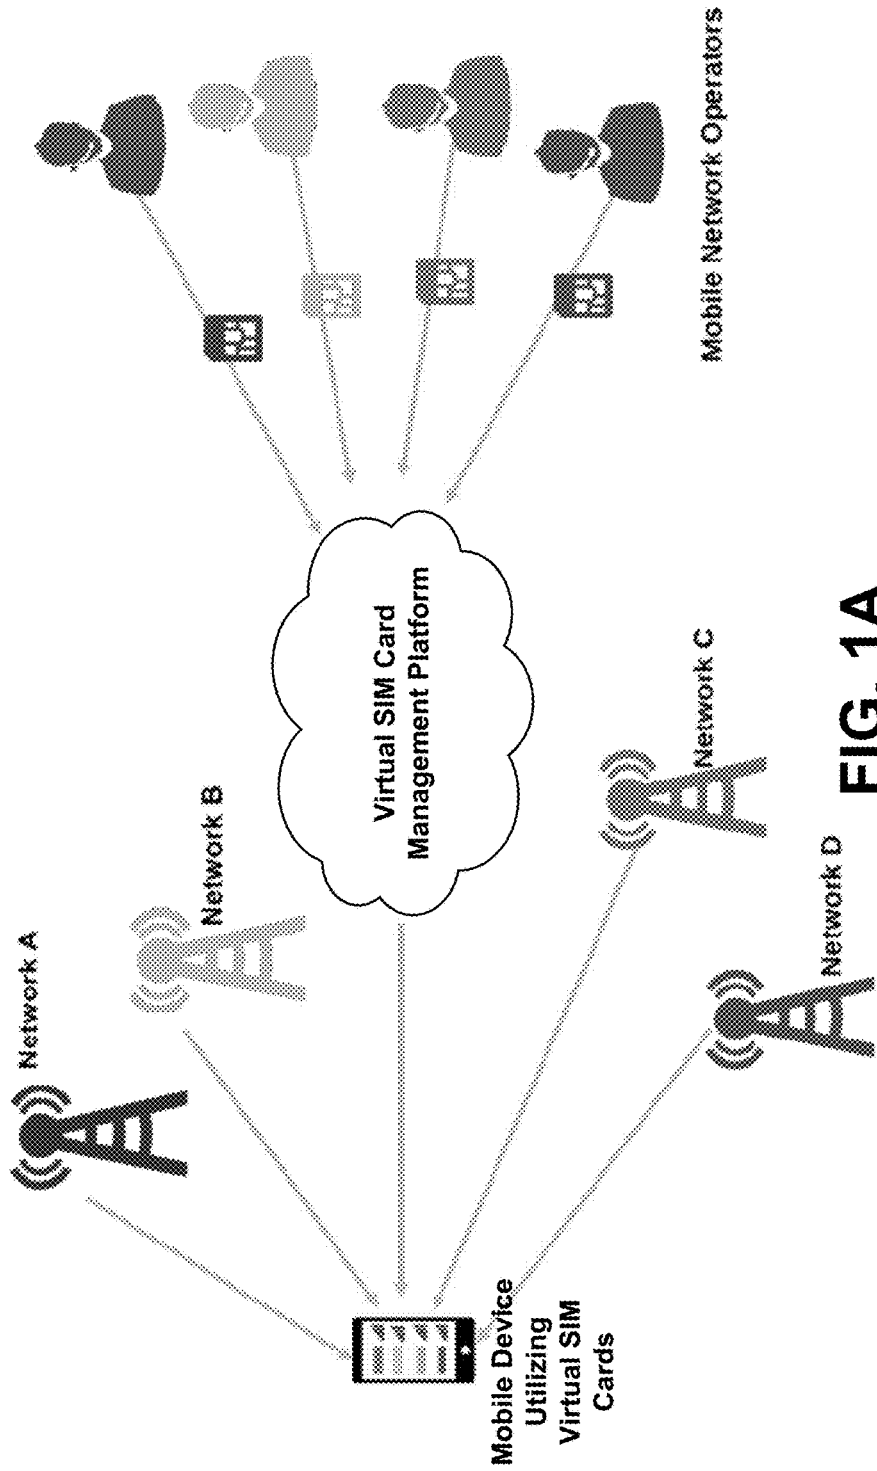 Network A
Network B
Virtual SIM Card
Management Platform
Mobile Device
Utilizing
Virtual SIM
Cards
Network C
Network D
Mobile Network Operators
FIG. 1A